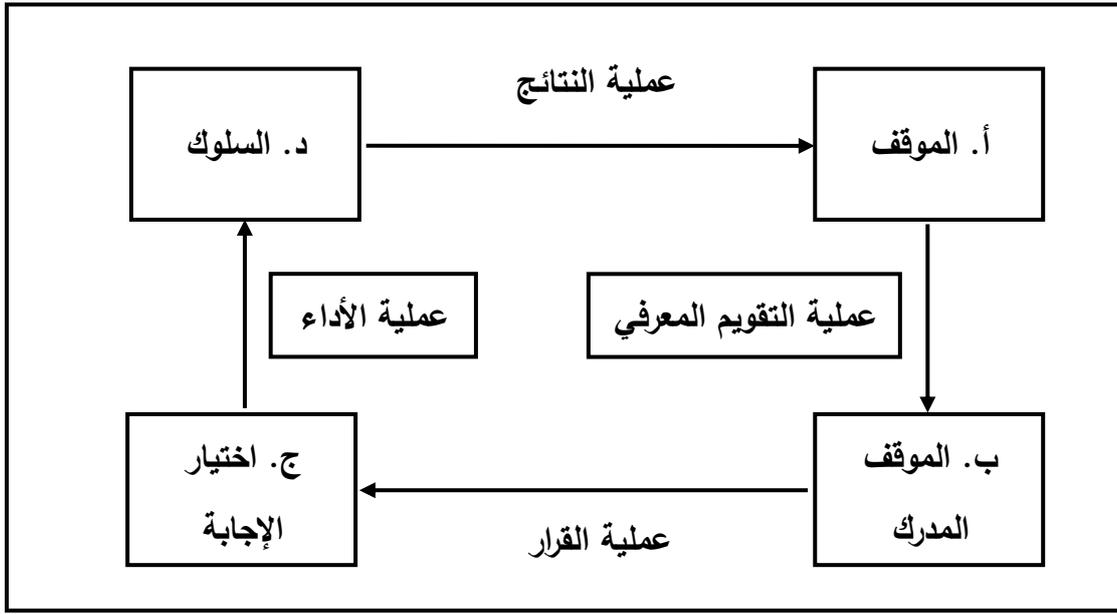 عملية النتائج
أ. الموقف
د. السلوك
عملية التقويم المعرفي
عملية الأداء
ب. الموقف
المدرك
ج. اختيار
الإجابة
عملية القرار